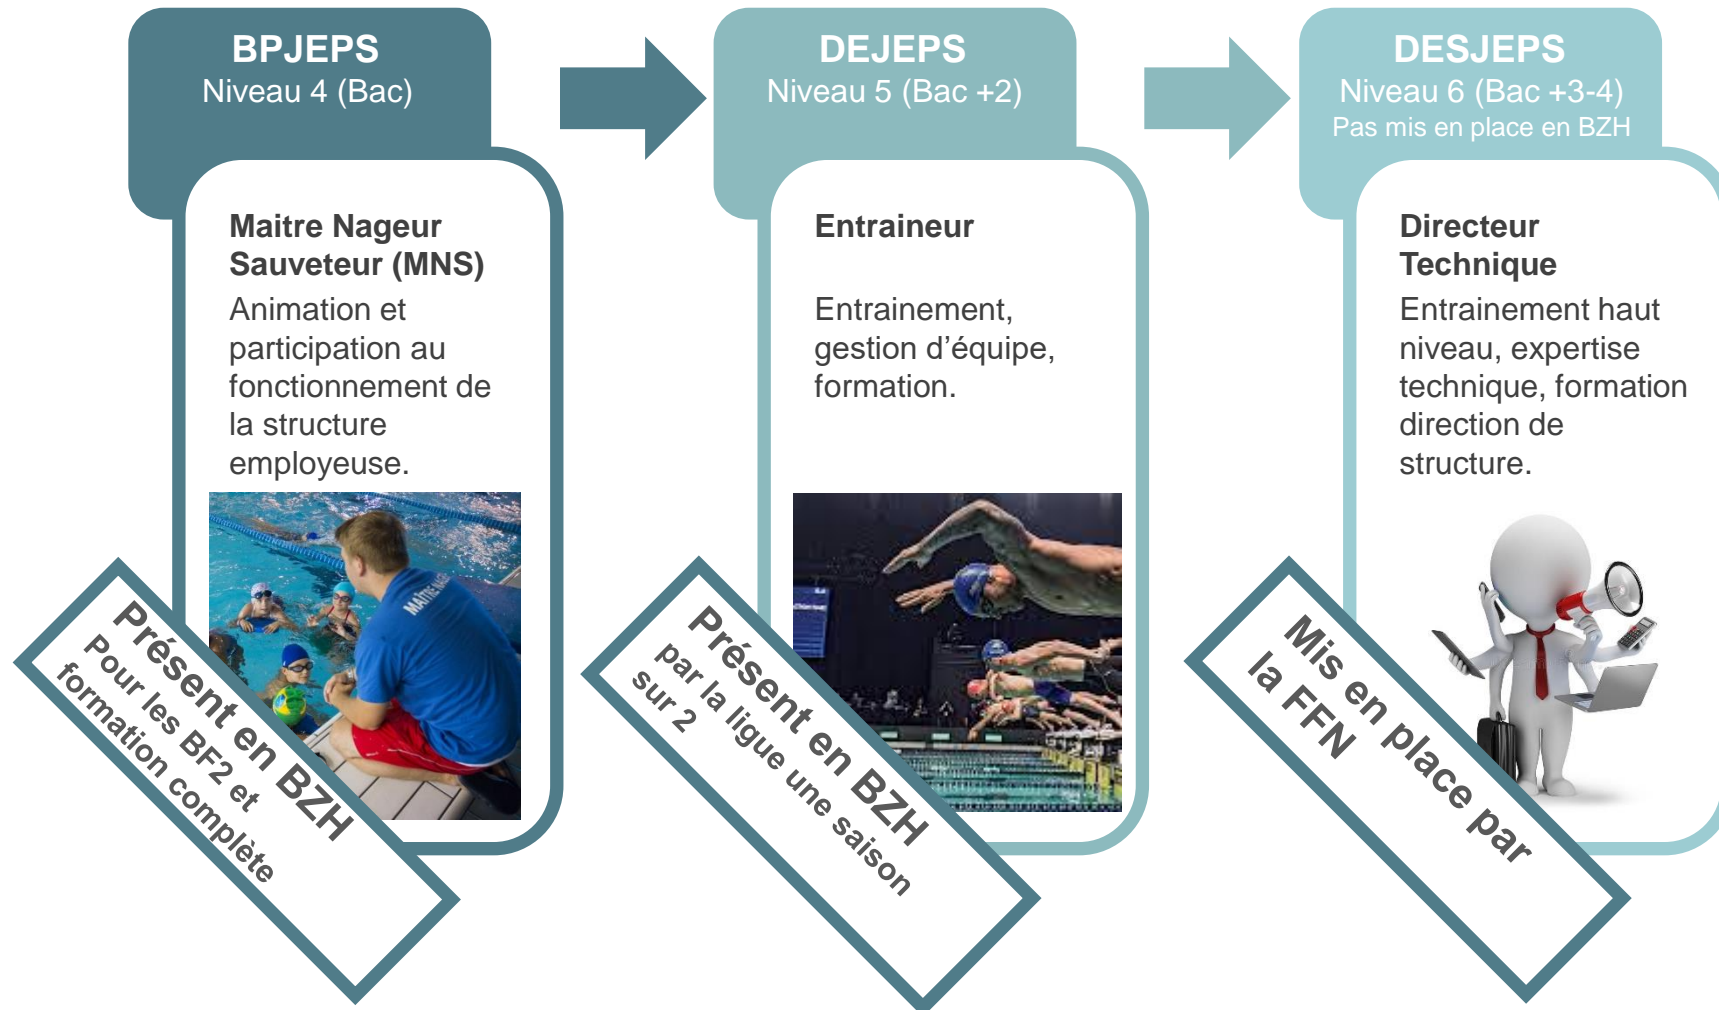 BPJEPS
Niveau 4 (Bac)
Maitre Nageur
Sauveteur (MNS)
Animation et
participation au
fonctionnement de
la structure
employeuse.
MAÎTRE NAG
Présent en BZH
Pour les BF2 et
formation complète
DEJEPS
Niveau 5 (Bac +2)
Entraineur
Entrainement,
gestion d’équipe,
formation.
Présent en BZH
par la ligue une saison
sur 2
DESJEPS
Niveau 6 (Bac +3-4)
Pas mis en place en BZH
Directeur
Technique
Entrainement haut
niveau, expertise
technique, formation
direction de
structure.
Mis en place par
la FFN